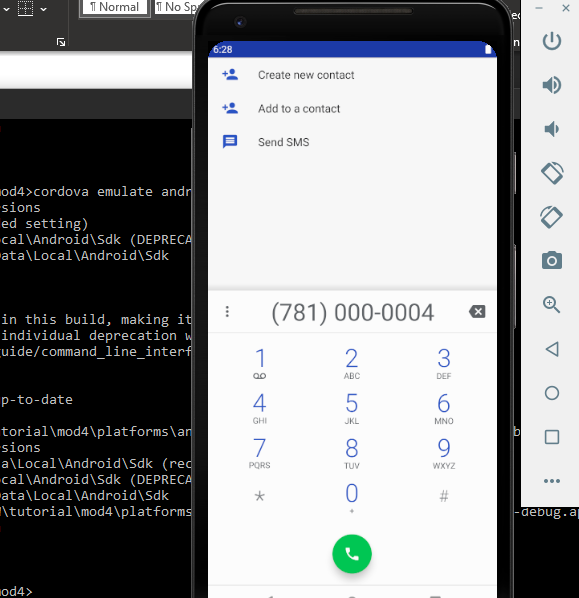 ¶ Normal
¶ No Sp
6:28
Create new contact
Add to a contact
Send SMS
(781) 000-0004
1
2 ABC
3 DEF
4 GHI
5 JKL
6 MNO
7 PQRS
8 TUV
9 WXYZ
*
0 +
#
mod4>cordova emulate andr
sions
ed setting)
cal\Android\Sdk (DEPRECA
Data\Local\Android\Sdk
in this build, making it
individual deprecation w
guide/command_line_interf
p-to-date
utorial\mod4\platforms\an
sions
a\Local\Android\Sdk (rec
cal\Android\Sdk (DEPRECA
Data\Local\Android\Sdk
\tutorial\mod4\platforms
-debug.ap
mod4>